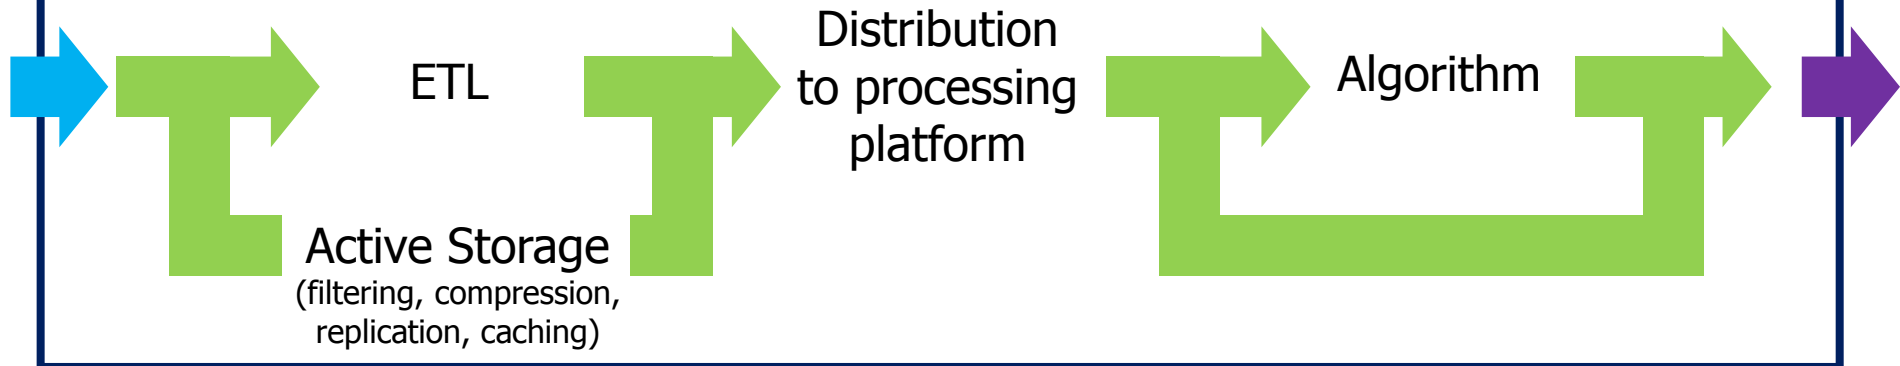 ETL
Active Storage
(filtering, compression,
replication, caching)
Distribution
to processing
platform
Algorithm